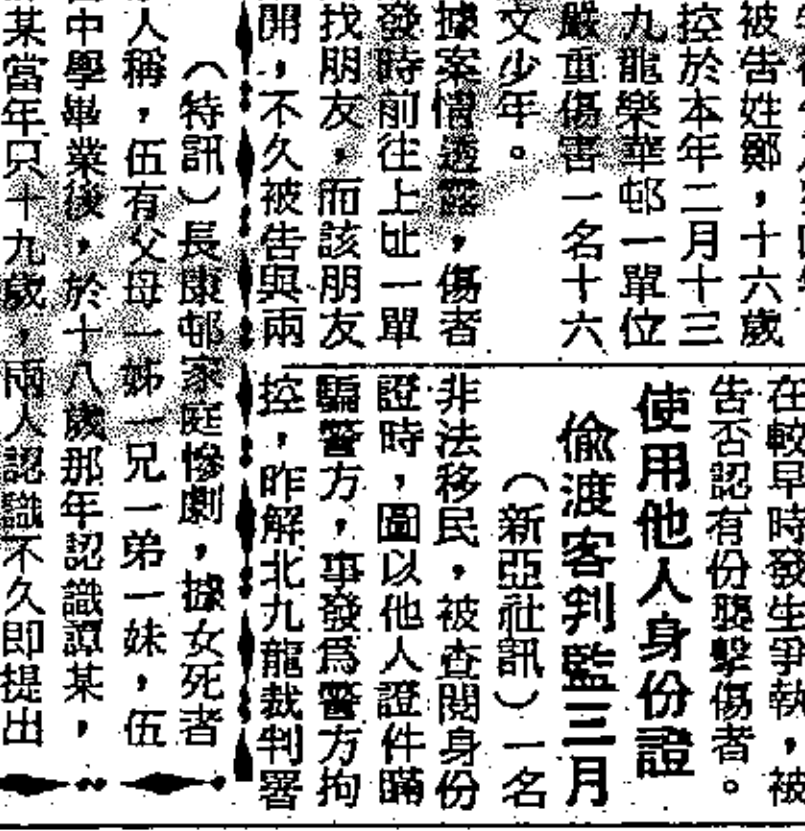 被告姓鄭，十六歲
控於本年二月十三
九龍樂華邨一單位
嚴重傷害一名十六
文少年。
據案情透露，傷者
發時前往上址一單
找朋友，而該朋友
開，不久被告與兩
在較早時發生爭執，被
告否認有份襲擊傷者。
使用他人身份證
偷渡客判監三月
（新亞社訊）一名
非法移民，被查閱身份
證時，圖以他人證件瞞
騙警方，事發爲警方拘
控，昨解北九龍裁判署
（特訊）長康邨家庭慘劇，據女死者
人稱，伍有父母一姊一兄一弟一妹，伍
中學畢業後，於十八歲那年認識譚某，
某當年只十九歲，兩人認識不久即提出